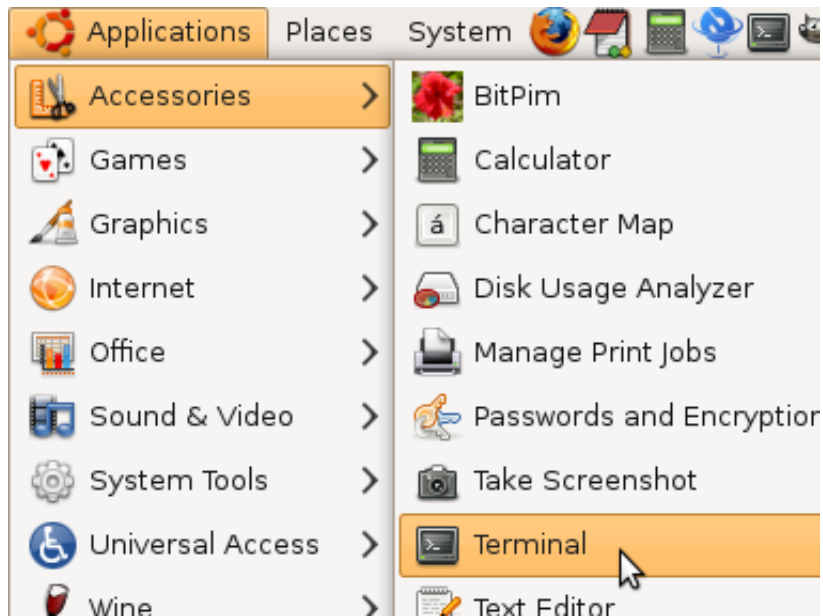 Applications Places System
Accessories
Games
Graphics
Internet
Office
Sound & Video
System Tools
Universal Access
Wine
BitPim
Calculator
á Character Map
Disk Usage Analyzer
Manage Print Jobs
Passwords and Encryption
Take Screenshot
Terminal
Text Editor